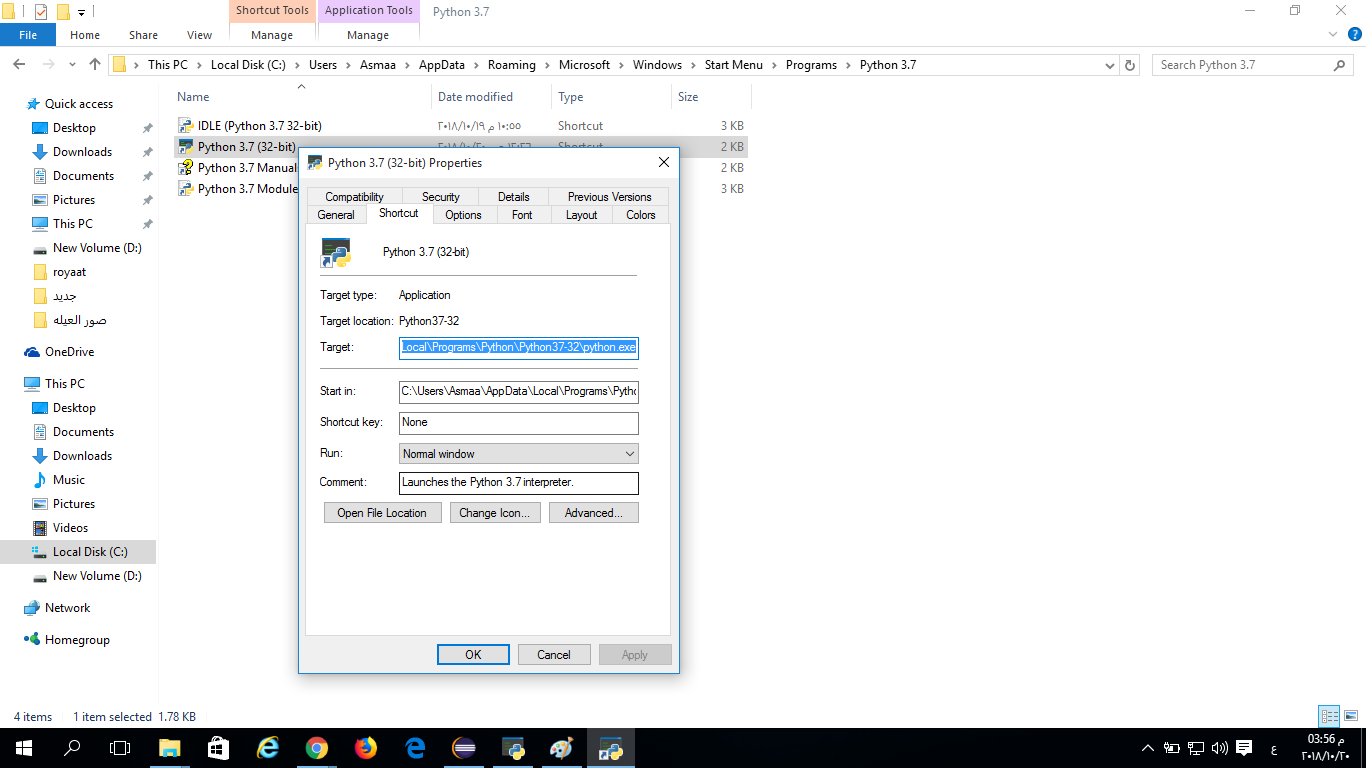 Shortcut Tools
Application Tools
Python 3.7
File
Home
Share
View
Manage
Manage
This PC
Local Disk (C:)
Users
Asmaa
AppData
Roaming
Microsoft
Windows
Start Menu
Programs
Python 3.7
Search Python 3.7
Name
Date modified
Type
Size
IDLE (Python 3.7 32-bit)
٢٠١٨/١٠/١٩ م ١٠:٥٥
Shortcut
3 KB
Python 3.7 (32-bit)
2 KB
Python 3.7 Manual
2 KB
Python 3.7 Module
3 KB
Quick access
Desktop
Downloads
Documents
Pictures
This PC
New Volume (D:)
royaat
جديد
صور العيله
OneDrive
This PC
Desktop
Documents
Downloads
Music
Pictures
Videos
Local Disk (C:)
New Volume (D:)
Network
Homegroup
Python 3.7 (32-bit) Properties
Compatibility
Security
Details
Previous Versions
General
Shortcut
Options
Font
Layout
Colors
Python 3.7 (32-bit)
Target type:
Application
Target location:
Python37-32
Target:
Local\Programs\Python\Python37-32\python.exe
Start in:
C:\Users\Asmaa\AppData\Local\Programs\Pytho
Shortcut key:
None
Run:
Normal window
Comment:
Launches the Python 3.7 interpreter.
Open File Location
Change Icon...
Advanced...
OK
Cancel
Apply
4 items
1 item selected
1.78 KB
ع
03:56 م
٢٠١٨/١٠/٢٠